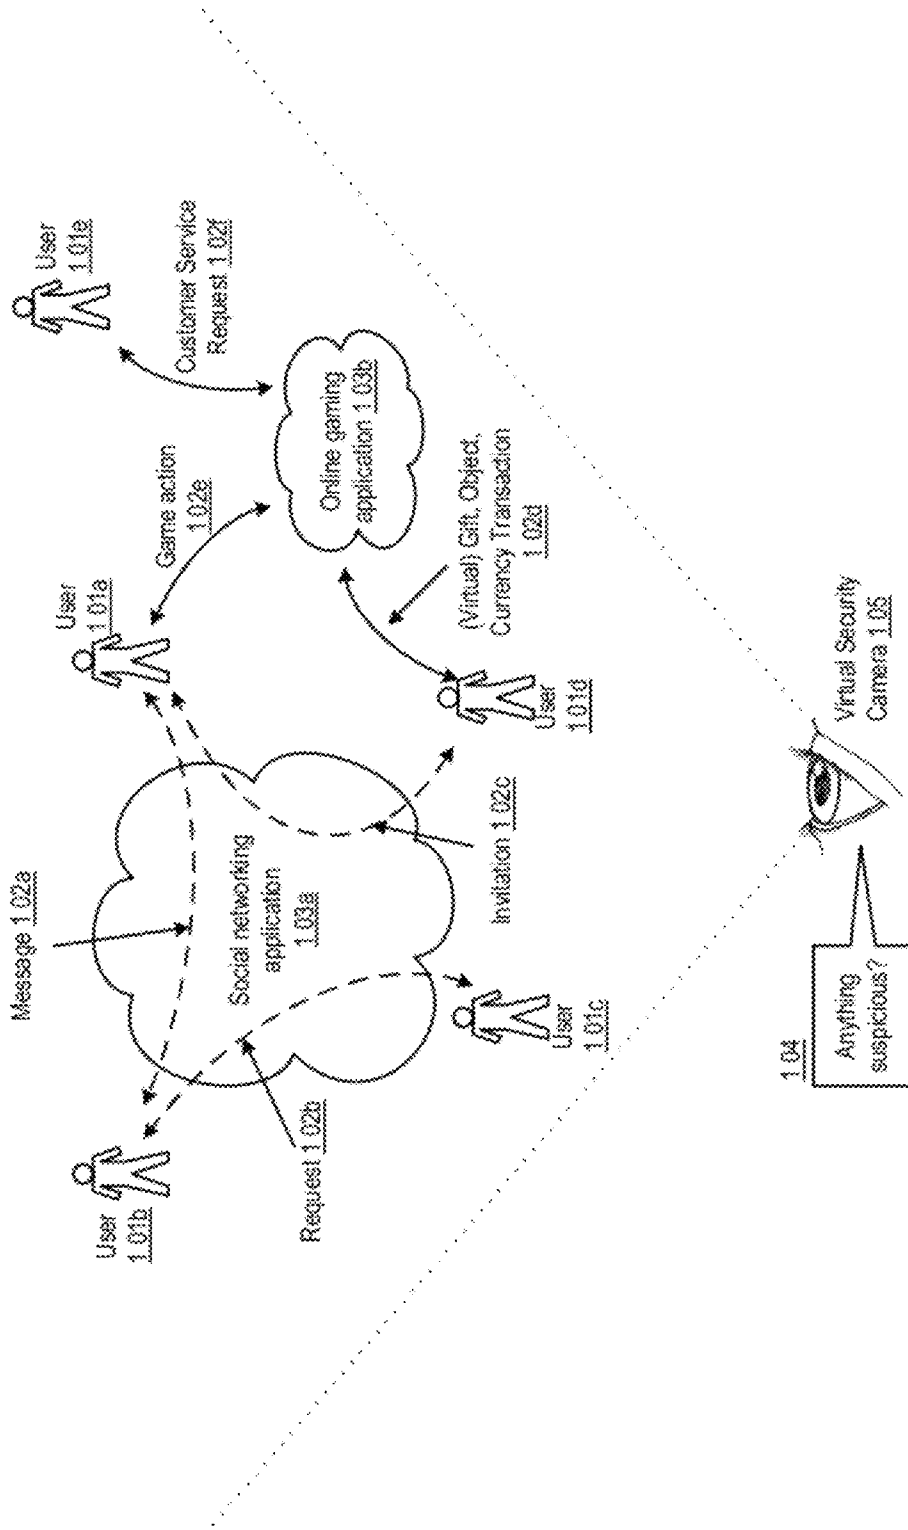 Message 102a
User
101b
User
101a
User
101e
Game action
102e
Customer Service
Request 102f
Social networking
application
103a
Online gaming
application 103b
Request 102b
User
101c
Invitation 102c
User
101d
(Virtual) Gift, Object,
Currency Transaction
102d
104
Anything
suspicious?
Virtual Security
Camera 105